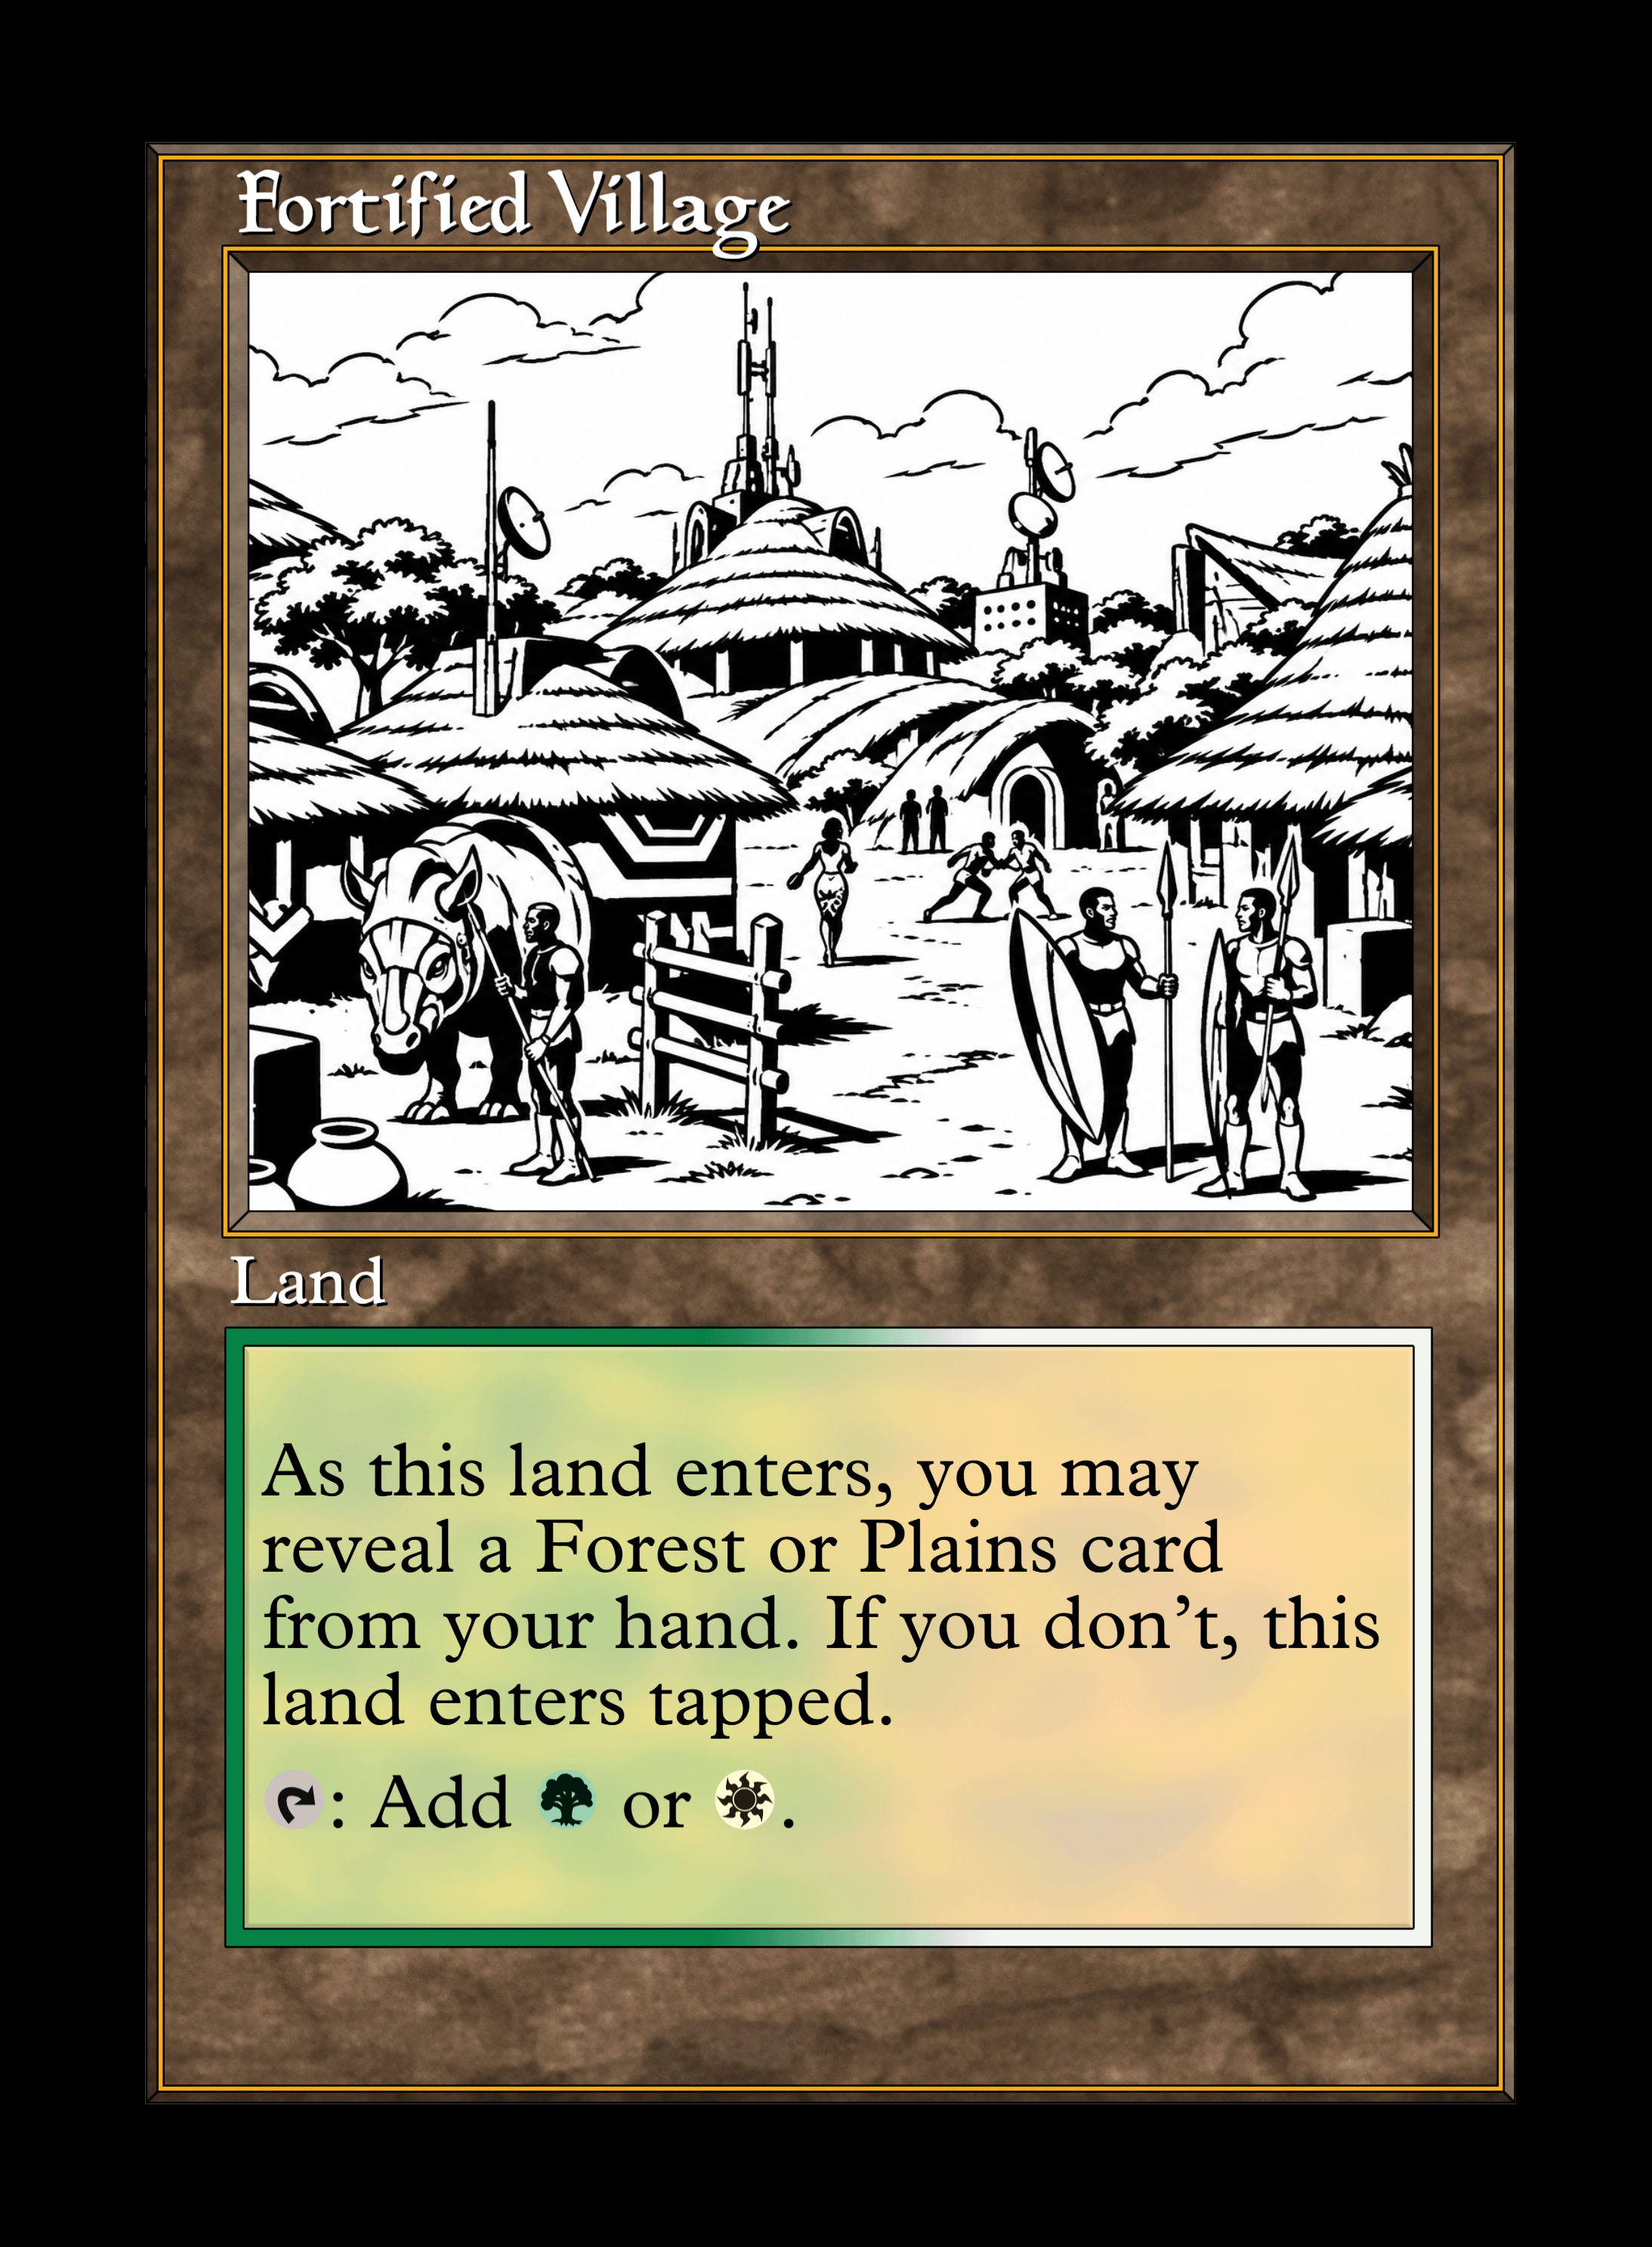 Fortified Village
Land
As this land enters, you may
reveal a Forest or Plains card
from your hand. If you don’t, this
land enters tapped.
: Add or .